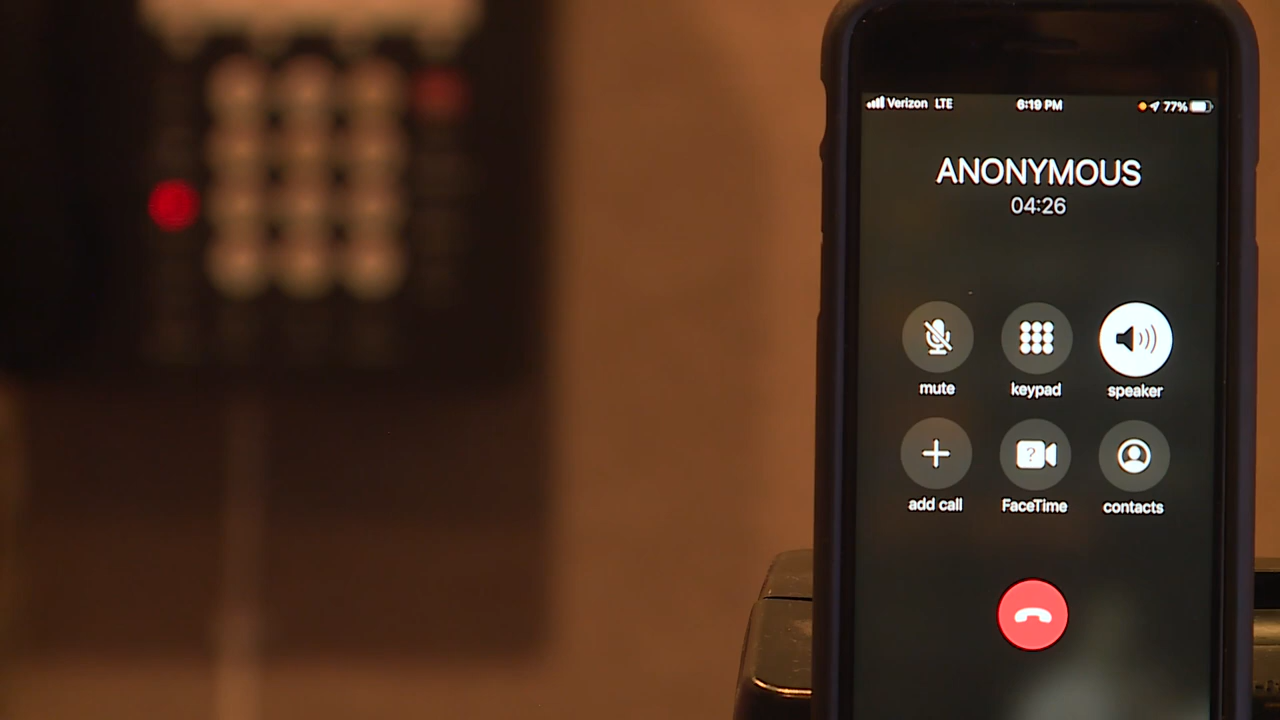 Verizon LTE 6:19 PM 77%
ANONYMOUS
04:26
mute keypad speaker
?
add call FaceTime contacts